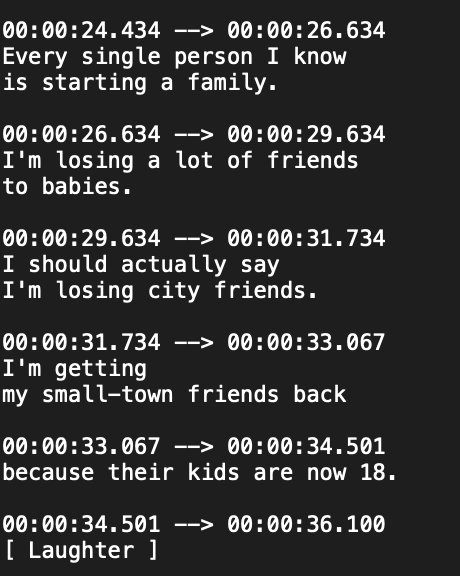 00:00:24.434 --> 00:00:26.634
Every single person I know
is starting a family.
00:00:26.634 --> 00:00:29.634
I'm losing a lot of friends
to babies.
00:00:29.634 --> 00:00:31.734
I should actually say
I'm losing city friends.
00:00:31.734 --> 00:00:33.067
I'm getting
my small-town friends back
00:00:33.067 --> 00:00:34.501
because their kids are now 18.
00:00:34.501 --> 00:00:36.100
[ Laughter ]